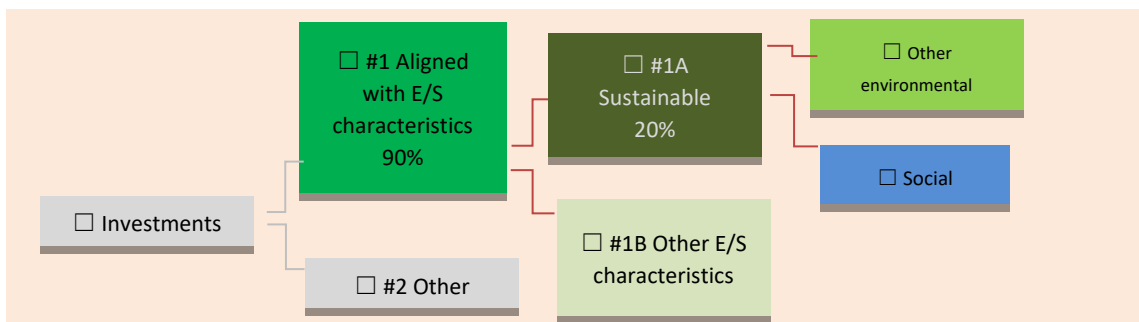 ☐ Investments
☐ #1 Aligned
with E/S
characteristics
90%
☐ #2 Other
☐ #1A
Sustainable
20%
☐ #1B Other E/S
characteristics
☐ Other
environmental
☐ Social